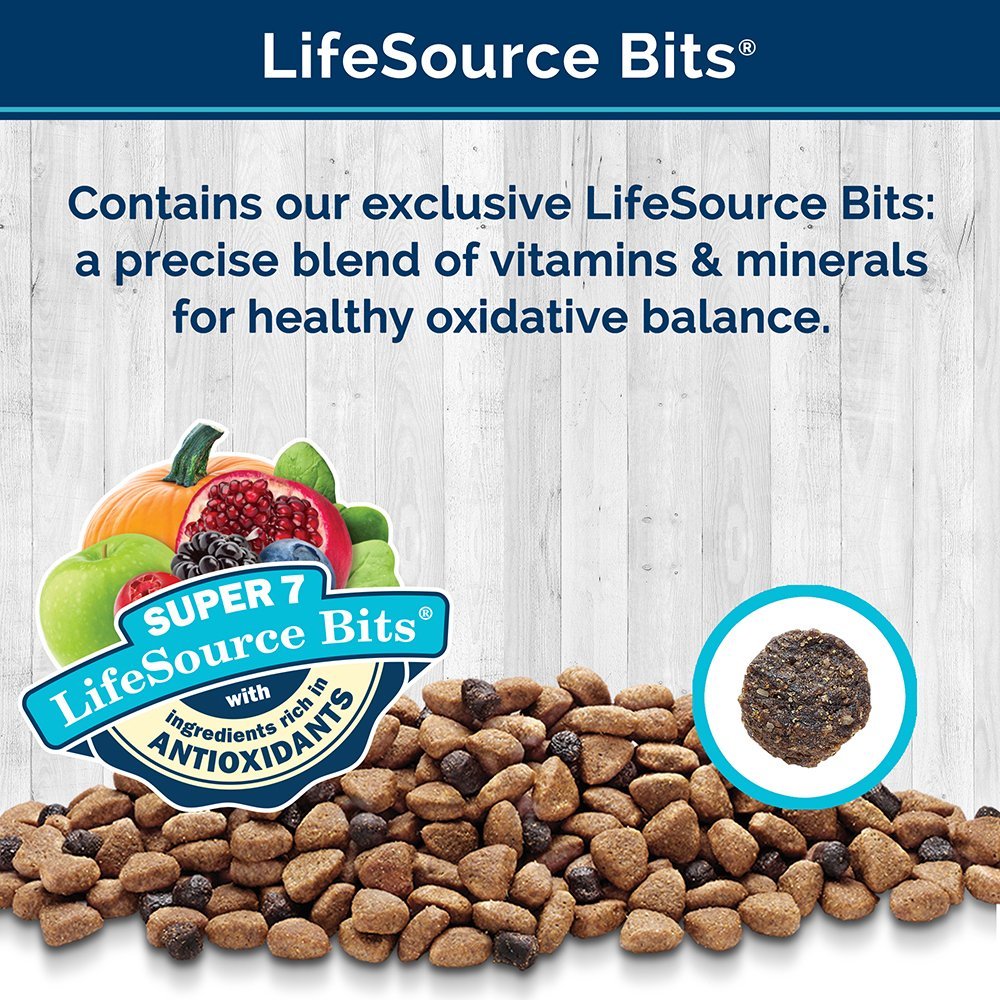 LifeSource Bits®
Contains our exclusive LifeSource Bits:
a precise blend of vitamins & minerals
for healthy oxidative balance.
SUPER 7
LifeSource Bits®
with
ingredients rich in
ANTIOXIDANTS